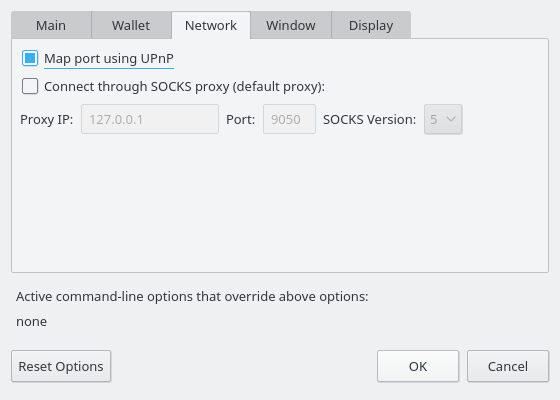 Main Wallet Network Window Display
Map port using UPnP
Connect through SOCKS proxy (default proxy):
Proxy IP: 127.0.0.1 Port: 9050 SOCKS Version: 5
Active command-line options that override above options:
none
Reset Options OK Cancel